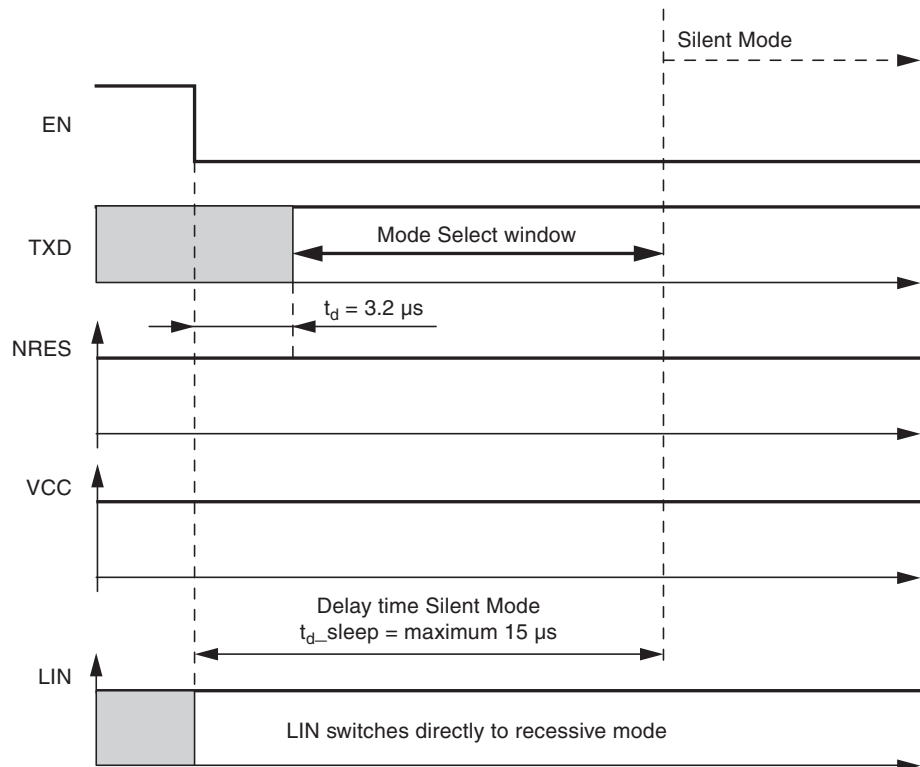 Silent Mode
EN
TXD
Mode Select window
t_d = 3.2 µs
NRES
VCC
Delay time Silent Mode
t_d_sleep = maximum 15 µs
LIN
LIN switches directly to recessive mode